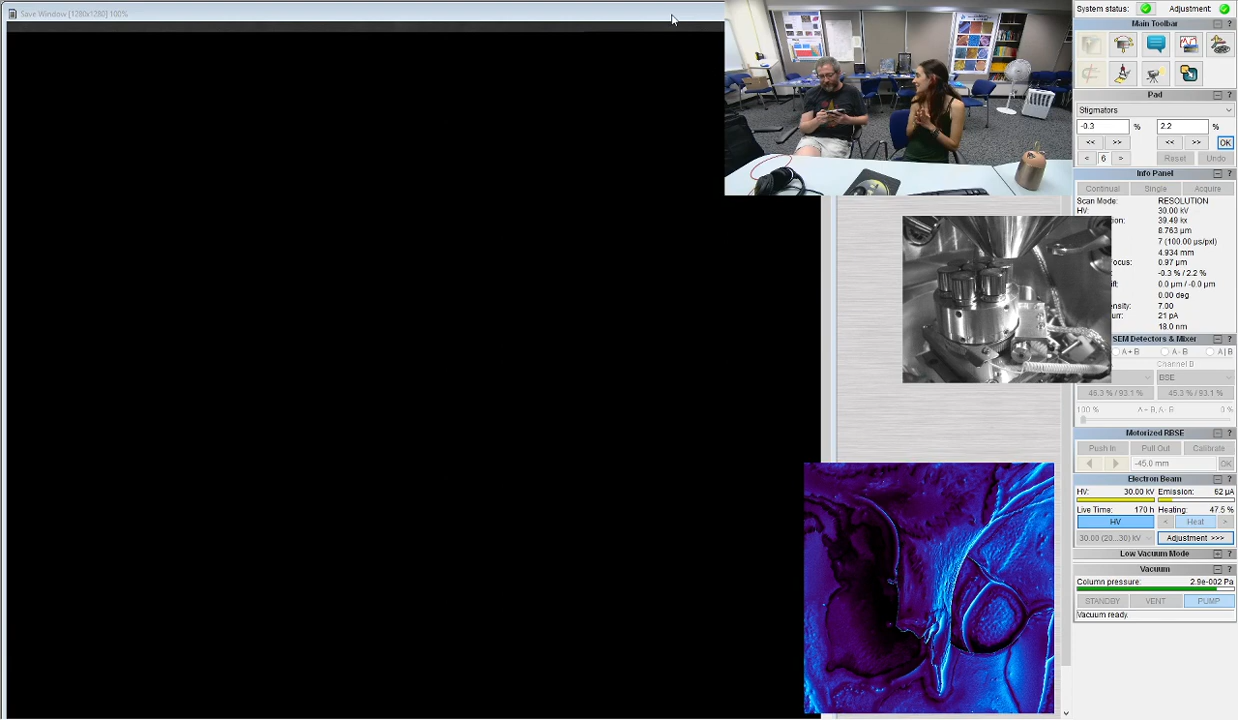 Save Window [1280x1280] 100%
System status: Adjustment:
Main Toolbar
Pad
Stigmators
-0.3 % 2.2 %
<< >> << >> OK
< 6 > Reset Undo
Info Panel
Continual Single Acquire
Scan Mode: RESOLUTION
HV: 30.00 kV
39.49 kx
8.763 µm
7 (100.00 µs/pxl)
4.934 mm
0.97 µm
-0.3 % / 2.2 %
0.0 µm / -0.0 µm
0.00 deg
7.00
21 pA
18.0 nm
SEM Detectors & Mixer
A + B A - B A | B
BSE
45.3 % / 93.1 % 45.3 % / 93.1 %
100 % A + B, A - B 0 %
Motorized RBSE
Push In Pull Out Calibrate
-45.0 mm OK
Electron Beam
HV: 30.00 kV Emission: 62 µA
Live Time: 170 h Heating: 47.5 %
HV < Heat >
30.00 (20...30) kV Adjustment >>>
Low Vacuum Mode
Vacuum
Column pressure: 2.9e-002 Pa
STANDBY VENT PUMP
Vacuum ready.